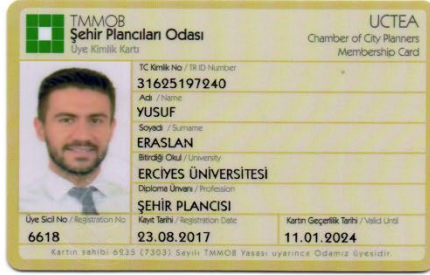 TMMOB
Şehir Plancıları Odası
Üye Kimlik Kartı
UCTEA
Chamber of City Planners
Membership Card
TC Kimlik No / TR ID Number
31625197240
Adı / Name
YUSUF
Soyadı / Surname
ERASLAN
Bitirdiği Okul / University
ERCİYES ÜNİVERSİTESİ
Diploma Ünvanı / Profession
ŞEHİR PLANCISI
Üye Sicil No / Registration No
6618
Kayıt Tarihi / Registration Date
23.08.2017
Kartın Geçerlilik Tarihi / Valid Until
11.01.2024
Kartın sahibi 6235 (7303) Sayılı TMMOB Yasası uyarınca Odamız üyesidir.